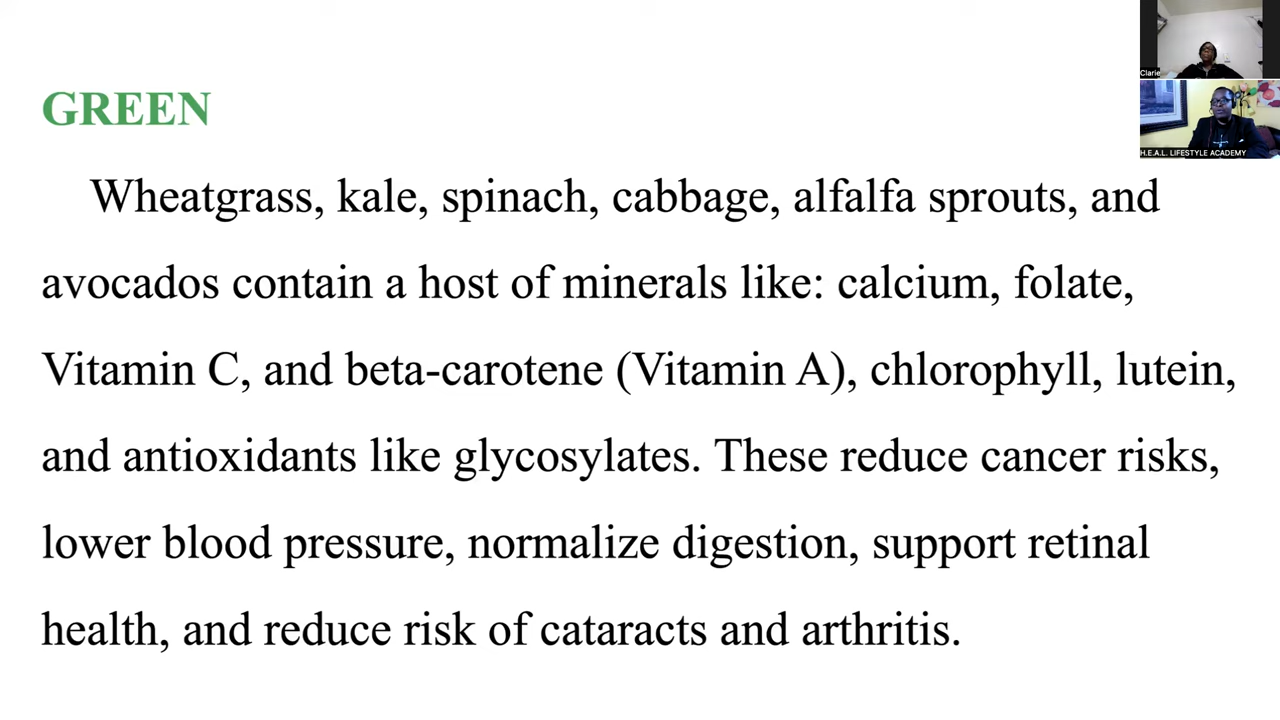 GREEN
Wheatgrass, kale, spinach, cabbage, alfalfa sprouts, and
avocados contain a host of minerals like: calcium, folate,
Vitamin C, and beta-carotene (Vitamin A), chlorophyll, lutein,
and antioxidants like glycosylates. These reduce cancer risks,
lower blood pressure, normalize digestion, support retinal
health, and reduce risk of cataracts and arthritis.
Clarie
H.E.A.L. LIFESTYLE ACADEMY